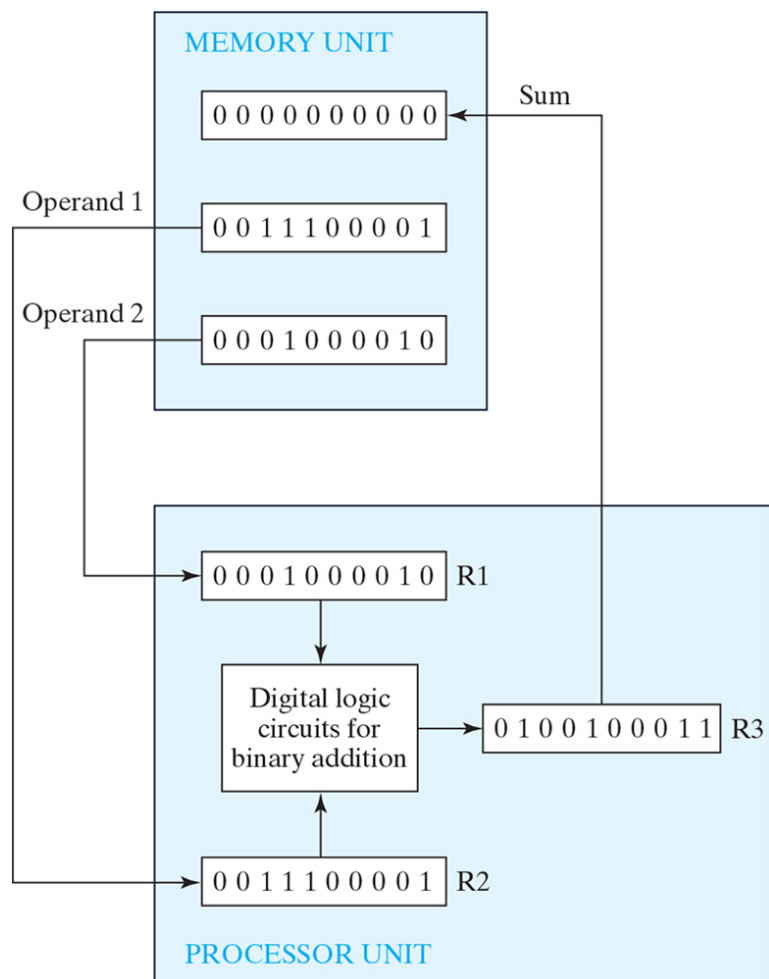 MEMORY UNIT
Sum
0 0 0 0 0 0 0 0 0 0
Operand 1
0 0 1 1 1 0 0 0 0 1
Operand 2
0 0 0 1 0 0 0 0 1 0
0 0 0 1 0 0 0 0 1 0 R1
Digital logic
circuits for
binary addition
0 1 0 0 1 0 0 0 1 1 R3
0 0 1 1 1 0 0 0 0 1 R2
PROCESSOR UNIT